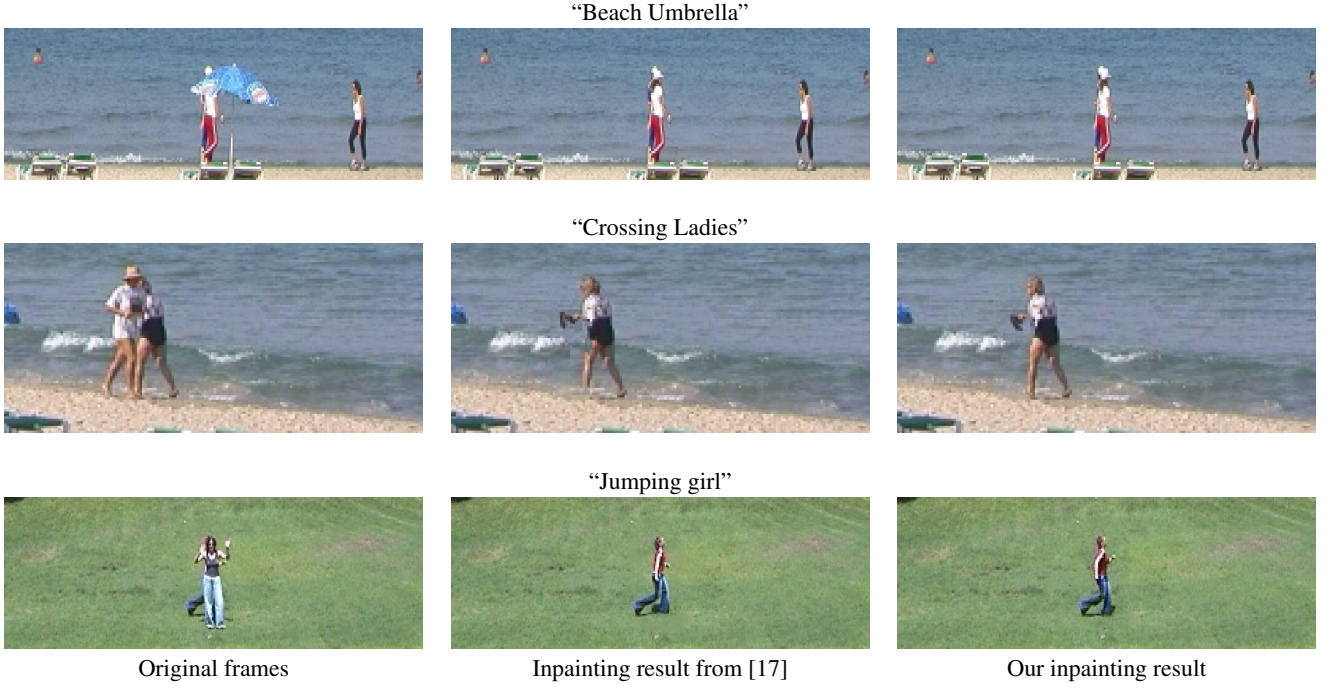 “Beach Umbrella”
“Crossing Ladies”
“Jumping girl”
Original frames
Inpainting result from [17]
Our inpainting result